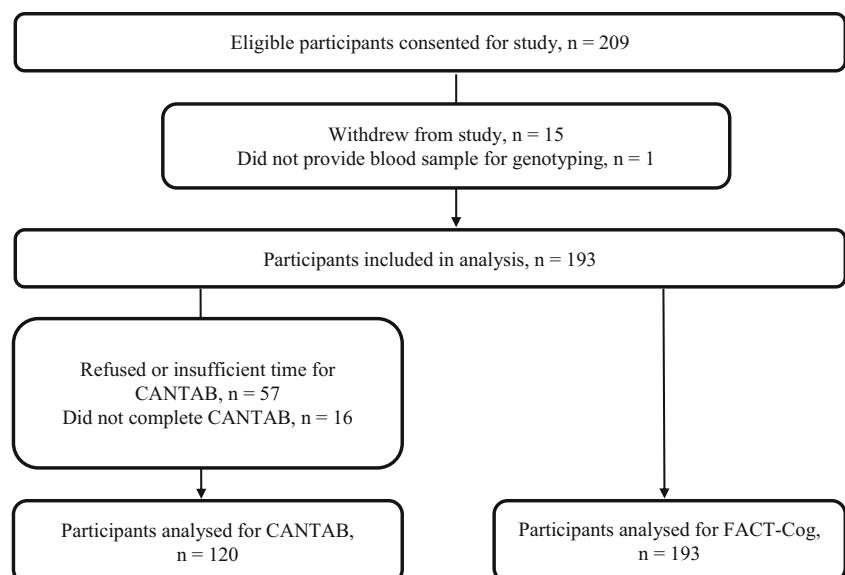 Eligible participants consented for study, n = 209
Withdrew from study, n = 15
Did not provide blood sample for genotyping, n = 1
Participants included in analysis, n = 193
Refused or insufficient time for
CANTAB, n = 57
Did not complete CANTAB, n = 16
Participants analysed for CANTAB,
n = 120
Participants analysed for FACT-Cog,
n = 193